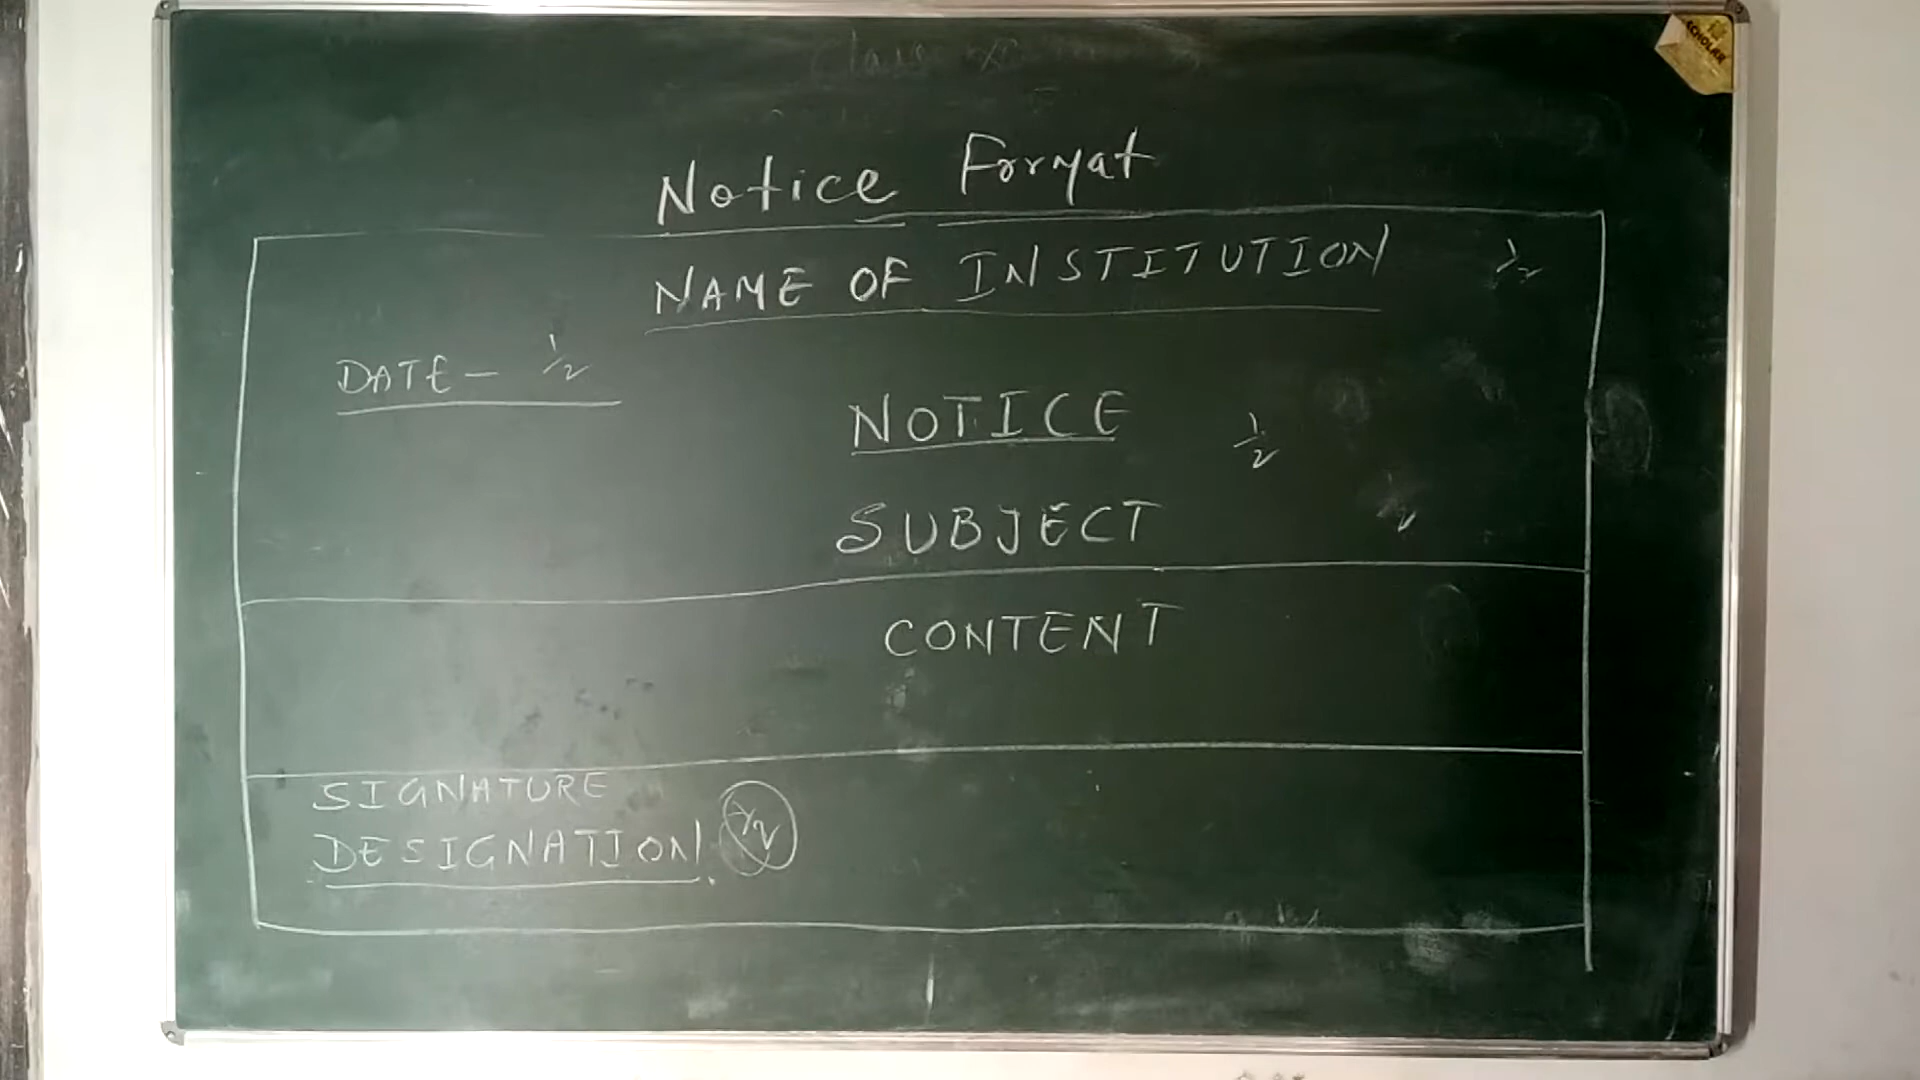 Notice Format
NAME OF INSTITUTION ½
DATE – ½
NOTICE ½
SUBJECT
CONTENT
SIGNATURE
DESIGNATION. ½
SCHOLAR